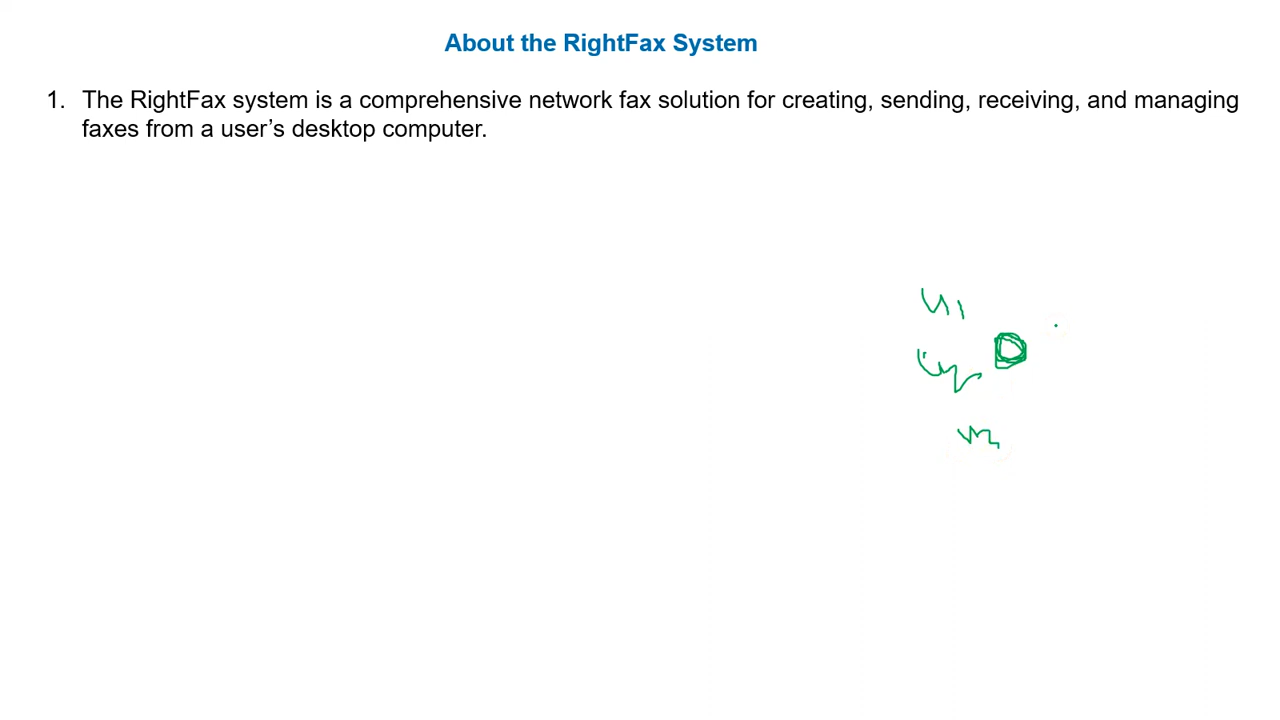 About the RightFax System
1. The RightFax system is a comprehensive network fax solution for creating, sending, receiving, and managing
faxes from a user’s desktop computer.
U1